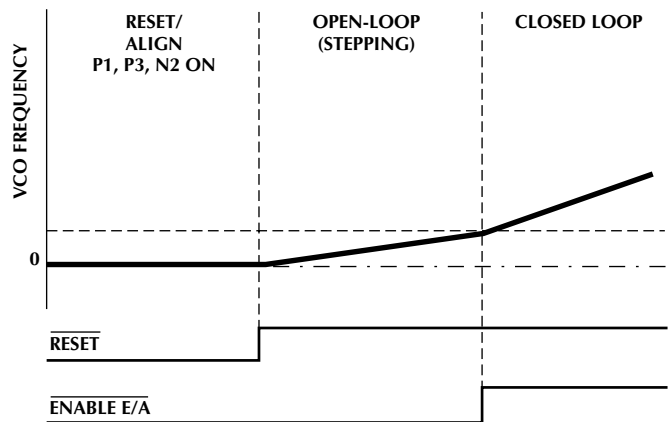 RESET/
ALIGN
P1, P3, N2 ON
OPEN-LOOP
(STEPPING)
CLOSED LOOP
VCO FREQUENCY
0
RESET
ENABLE E/A